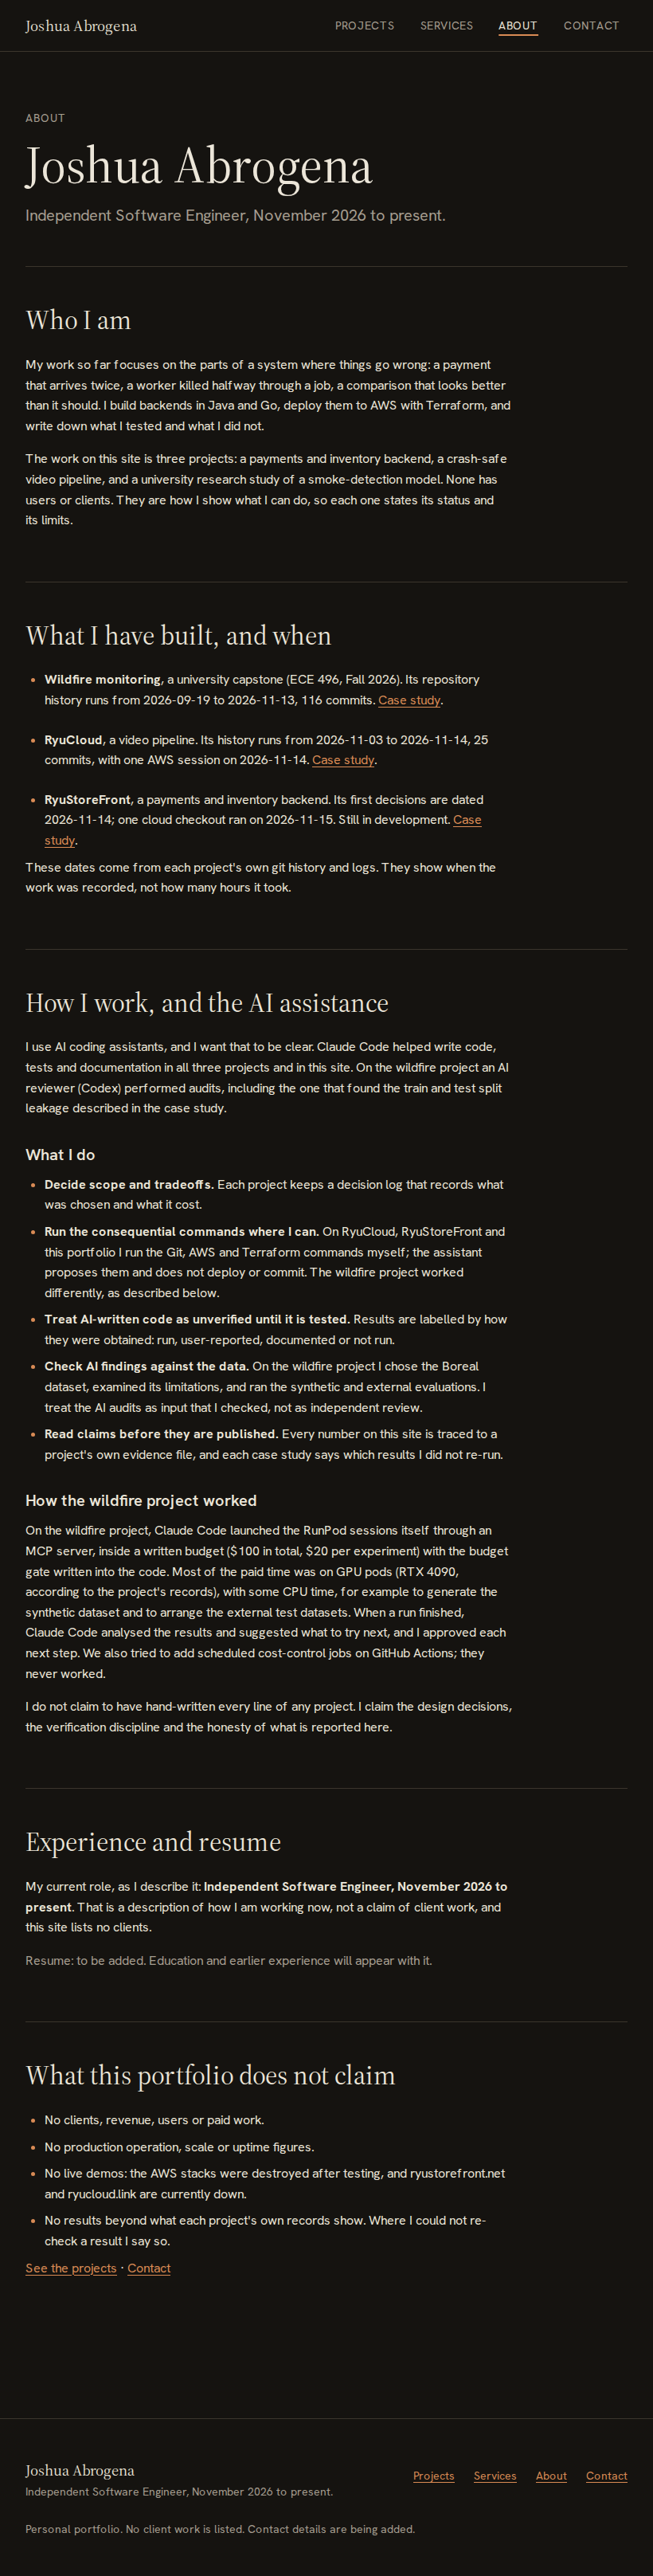 Joshua Abrogena
PROJECTS SERVICES ABOUT CONTACT
ABOUT
Joshua Abrogena
Independent Software Engineer, November 2026 to present.
Who I am
My work so far focuses on the parts of a system where things go wrong: a payment
that arrives twice, a worker killed halfway through a job, a comparison that looks better
than it should. I build backends in Java and Go, deploy them to AWS with Terraform, and
write down what I tested and what I did not.
The work on this site is three projects: a payments and inventory backend, a crash-safe
video pipeline, and a university research study of a smoke-detection model. None has
users or clients. They are how I show what I can do, so each one states its status and
its limits.
What I have built, and when
Wildfire monitoring, a university capstone (ECE 496, Fall 2026). Its repository
history runs from 2026-09-19 to 2026-11-13, 116 commits. Case study.
RyuCloud, a video pipeline. Its history runs from 2026-11-03 to 2026-11-14, 25
commits, with one AWS session on 2026-11-14. Case study.
RyuStoreFront, a payments and inventory backend. Its first decisions are dated
2026-11-14; one cloud checkout ran on 2026-11-15. Still in development. Case
study.
These dates come from each project's own git history and logs. They show when the
work was recorded, not how many hours it took.
How I work, and the AI assistance
I use AI coding assistants, and I want that to be clear. Claude Code helped write code,
tests and documentation in all three projects and in this site. On the wildfire project an AI
reviewer (Codex) performed audits, including the one that found the train and test split
leakage described in the case study.
What I do
Decide scope and tradeoffs. Each project keeps a decision log that records what
was chosen and what it cost.
Run the consequential commands where I can. On RyuCloud, RyuStoreFront and
this portfolio I run the Git, AWS and Terraform commands myself; the assistant
proposes them and does not deploy or commit. The wildfire project worked
differently, as described below.
Treat AI-written code as unverified until it is tested. Results are labelled by how
they were obtained: run, user-reported, documented or not run.
Check AI findings against the data. On the wildfire project I chose the Boreal
dataset, examined its limitations, and ran the synthetic and external evaluations. I
treat the AI audits as input that I checked, not as independent review.
Read claims before they are published. Every number on this site is traced to a
project's own evidence file, and each case study says which results I did not re-run.
How the wildfire project worked
On the wildfire project, Claude Code launched the RunPod sessions itself through an
MCP server, inside a written budget ($100 in total, $20 per experiment) with the budget
gate written into the code. Most of the paid time was on GPU pods (RTX 4090,
according to the project's records), with some CPU time, for example to generate the
synthetic dataset and to arrange the external test datasets. When a run finished,
Claude Code analysed the results and suggested what to try next, and I approved each
next step. We also tried to add scheduled cost-control jobs on GitHub Actions; they
never worked.
I do not claim to have hand-written every line of any project. I claim the design decisions,
the verification discipline and the honesty of what is reported here.
Experience and resume
My current role, as I describe it: Independent Software Engineer, November 2026 to
present. That is a description of how I am working now, not a claim of client work, and
this site lists no clients.
Resume: to be added. Education and earlier experience will appear with it.
What this portfolio does not claim
No clients, revenue, users or paid work.
No production operation, scale or uptime figures.
No live demos: the AWS stacks were destroyed after testing, and ryustorefront.net
and ryucloud.link are currently down.
No results beyond what each project's own records show. Where I could not re-
check a result I say so.
See the projects · Contact
Joshua Abrogena
Projects Services About Contact
Independent Software Engineer, November 2026 to present.
Personal portfolio. No client work is listed. Contact details are being added.